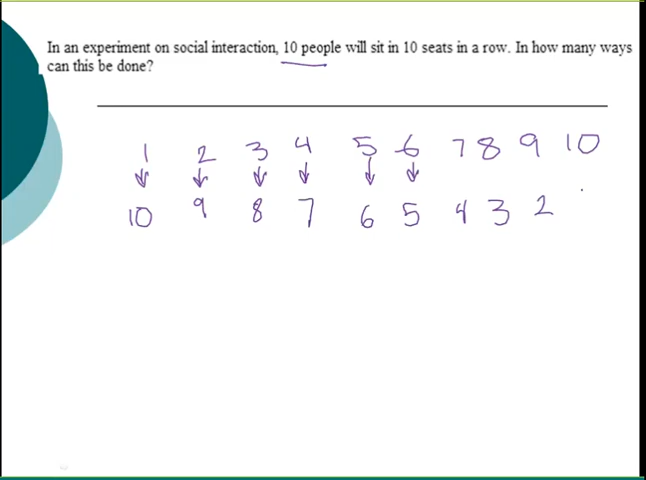 In an experiment on social interaction, 10 people will sit in 10 seats in a row. In how many ways
can this be done?
1 2 3 4 5 6 7 8 9 10
10 9 8 7 6 5 4 3 2